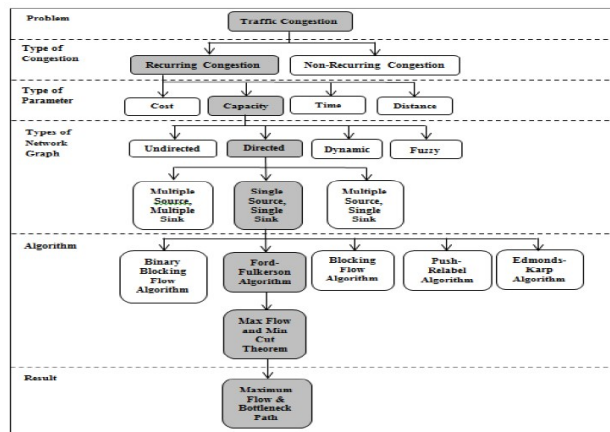 Problem
Traffic Congestion
Type of
Congestion
Recurring Congestion
Non-Recurring Congestion
Type of
Parameter
Cost
Capacity
Time
Distance
Types of
Network
Graph
Undirected
Directed
Dynamic
Fuzzy
Multiple
Source,
Multiple
Sink
Single
Source,
Single Sink
Multiple
Source,
Single Sink
Algorithm
Binary
Blocking
Flow
Algorithm
Ford-
Fulkerson
Algorithm
Blocking
Flow
Algorithm
Push-
Relabel
Algorithm
Edmonds-
Karp
Algorithm
Max Flow
and Min
Cut
Theorem
Result
Maximum
Flow &
Bottleneck
Path